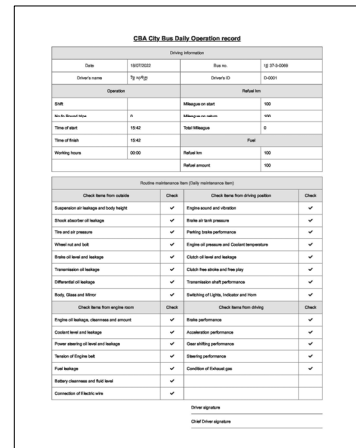 CBA City Bus Daily Operation record
Driving information
Date 18/07/2022 Bus no.
Driver's name Driver's ID D-0001
Operation Refuel km
Shift Mileague on start 100
0 100
Time of start 15:42 Total Mileague 0
Time of finish 15:42 Fuel
Working hours 00:00 Refuel km 100
Refuel amount 100
Routine maintenance item (Daily maintenance item)
Check items from outside Check Check items from driving position Check
Suspension air leakage and body height ✓ Engine sound and vibration ✓
Shock absorber oil leakage ✓ Brake air tank pressure ✓
Tire and air pressure ✓ Parking brake performance ✓
Wheel nut and bolt ✓ Engine oil pressure and Coolant temperature ✓
Brake oil level and leakage ✓ Clutch oil level and leakage ✓
Transmission oil leakage ✓ Clutch free stroke and free play ✓
Differential oil leakage ✓ Transmission shaft performance ✓
Body, Glass and Mirror ✓ Switching of Lights, Indicator and Horn ✓
Check items from engine room Check Check items from driving Check
Engine oil leakage, cleanness and amount ✓ Brake performance ✓
Coolant level and leakage ✓ Acceleration performance ✓
Power steering oil level and leakage ✓ Gear shifting performance ✓
Tension of Engine belt ✓ Steering performance ✓
Fuel leakage ✓ Condition of Exhaust gas ✓
Battery cleanness and fluid level ✓
Connection of Electric wire ✓
Driver signature
Chief Driver signature